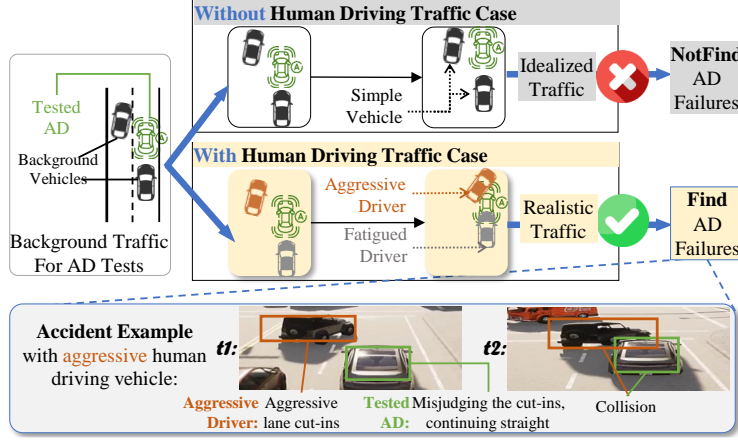 Without Human Driving Traffic Case
Tested
AD
Background
Vehicles
Background Traffic
For AD Tests
A
A
A
Simple
Vehicle
Idealized
Traffic
NotFind
AD
Failures
With Human Driving Traffic Case
A
A
Aggressive
Driver
Fatigued
Driver
Realistic
Traffic
Find
AD
Failures
Accident Example
with aggressive human
driving vehicle:
t1:
t2:
Aggressive
Driver:
Aggressive
lane cut-ins
Tested
AD:
Misjudging the cut-ins,
continuing straight
Collision